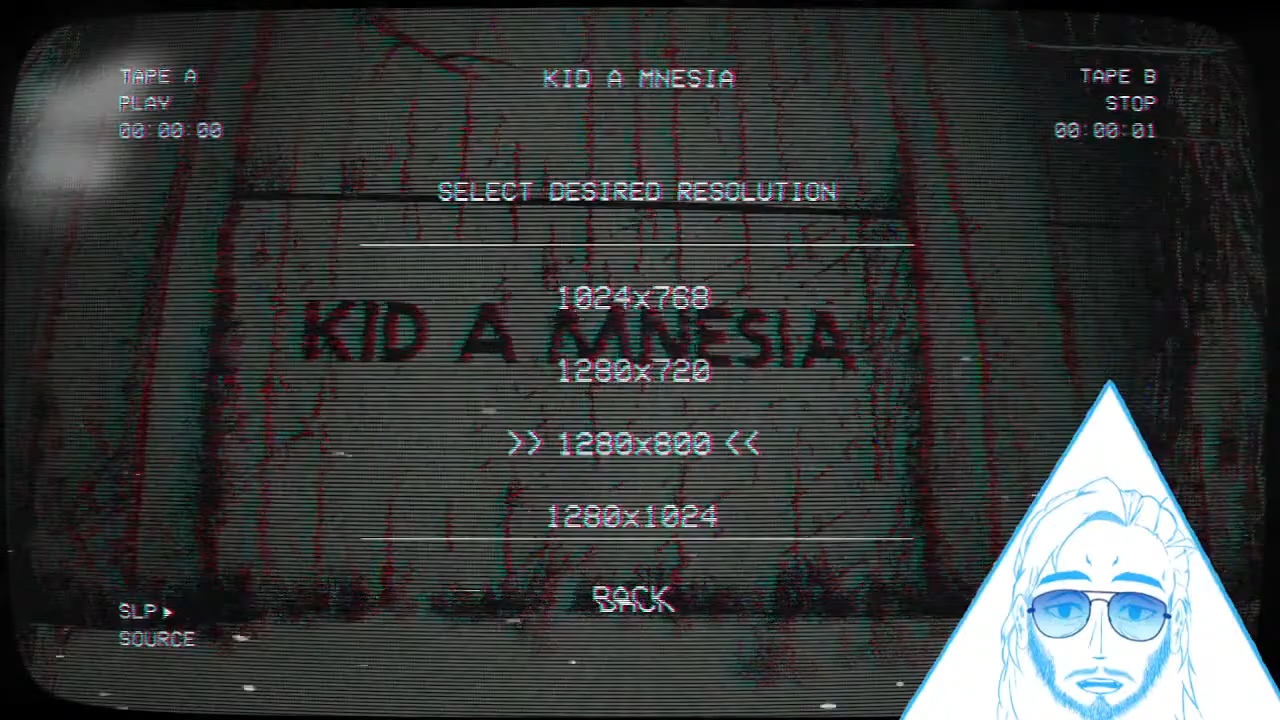 TAPE A
PLAY
00:00:00
KID A MNESIA
TAPE B
STOP
00:00:01
SELECT DESIRED RESOLUTION
1024x768
KID A MNESIA
1280x720
>> 1280x800 <<
1280x1024
BACK
SLP▶
SOURCE